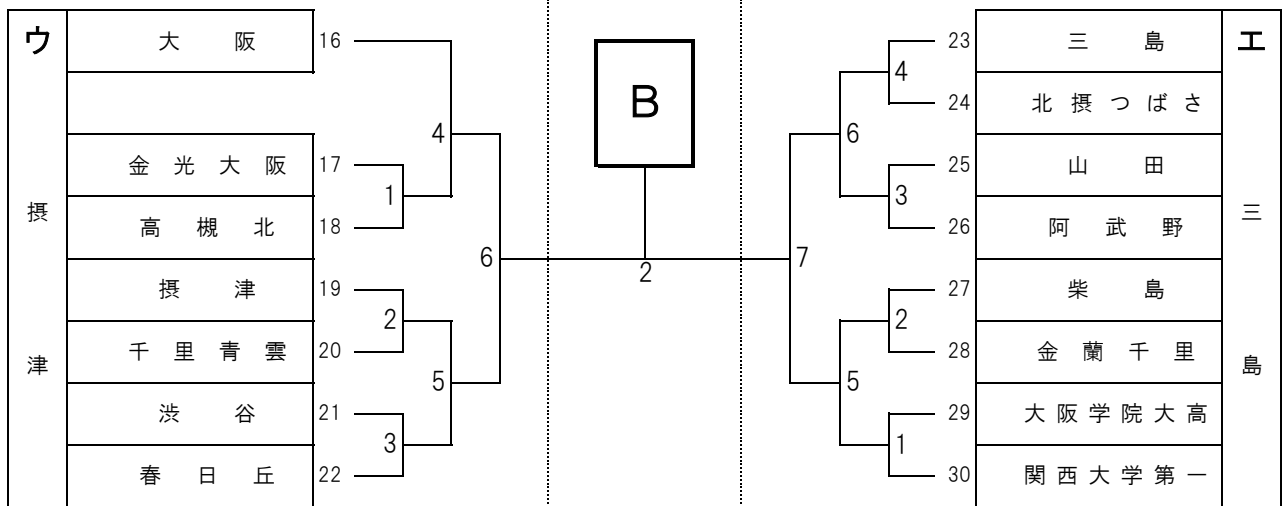 ウ 摂津
大阪 16
金光大阪 17
高槻北 18
摂津 19
千里青雲 20
渋谷 21
春日丘 22
4
1
6
2
5
3
B
2
エ 三島
23 三島
24 北摂つばさ
25 山田
26 阿武野
27 柴島
28 金蘭千里
29 大阪学院大高
30 関西大学第一
4
6
3
7
2
5
1